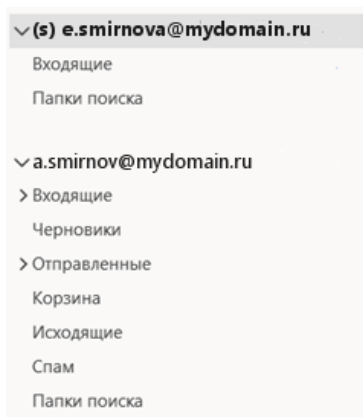 (s) e.smirnova@mydomain.ru
Входящие
Папки поиска
a.smirnov@mydomain.ru
Входящие
Черновики
Отправленные
Корзина
Исходящие
Спам
Папки поиска